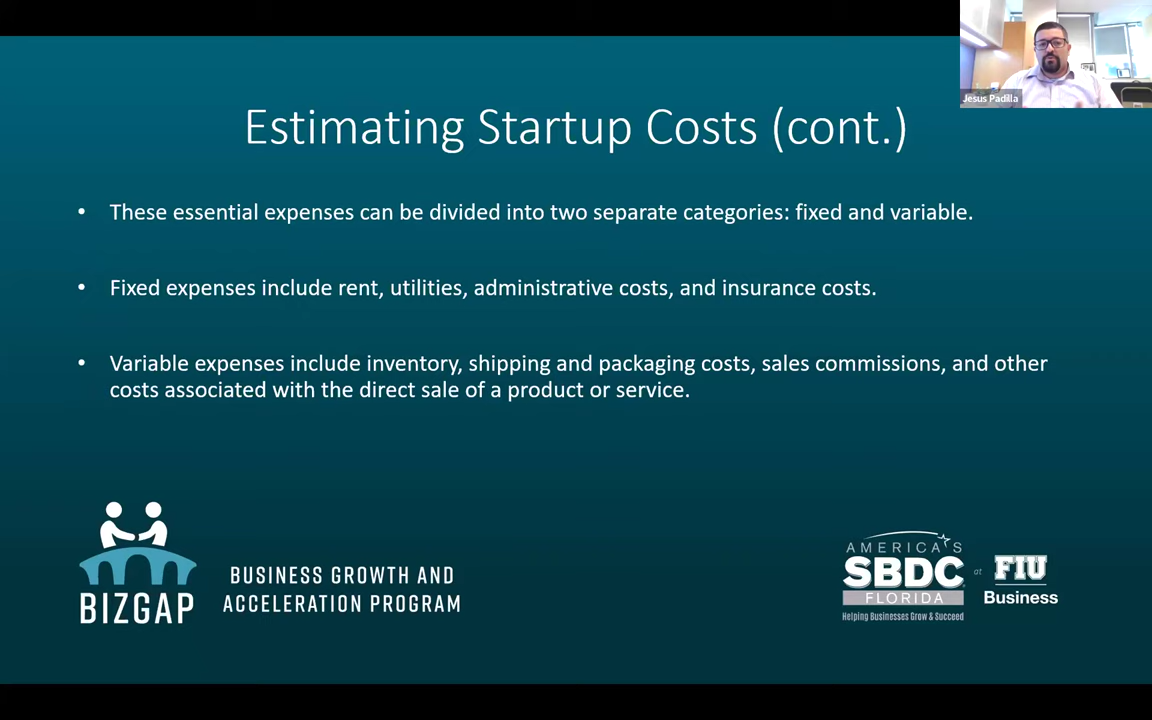 Jesus Padilla
Estimating Startup Costs (cont.)
• These essential expenses can be divided into two separate categories: fixed and variable.
• Fixed expenses include rent, utilities, administrative costs, and insurance costs.
• Variable expenses include inventory, shipping and packaging costs, sales commissions, and other
costs associated with the direct sale of a product or service.
BIZGAP
BUSINESS GROWTH AND
ACCELERATION PROGRAM
AMERICA'S
SBDC
FLORIDA
Helping Businesses Grow & Succeed
at
FIU
Business